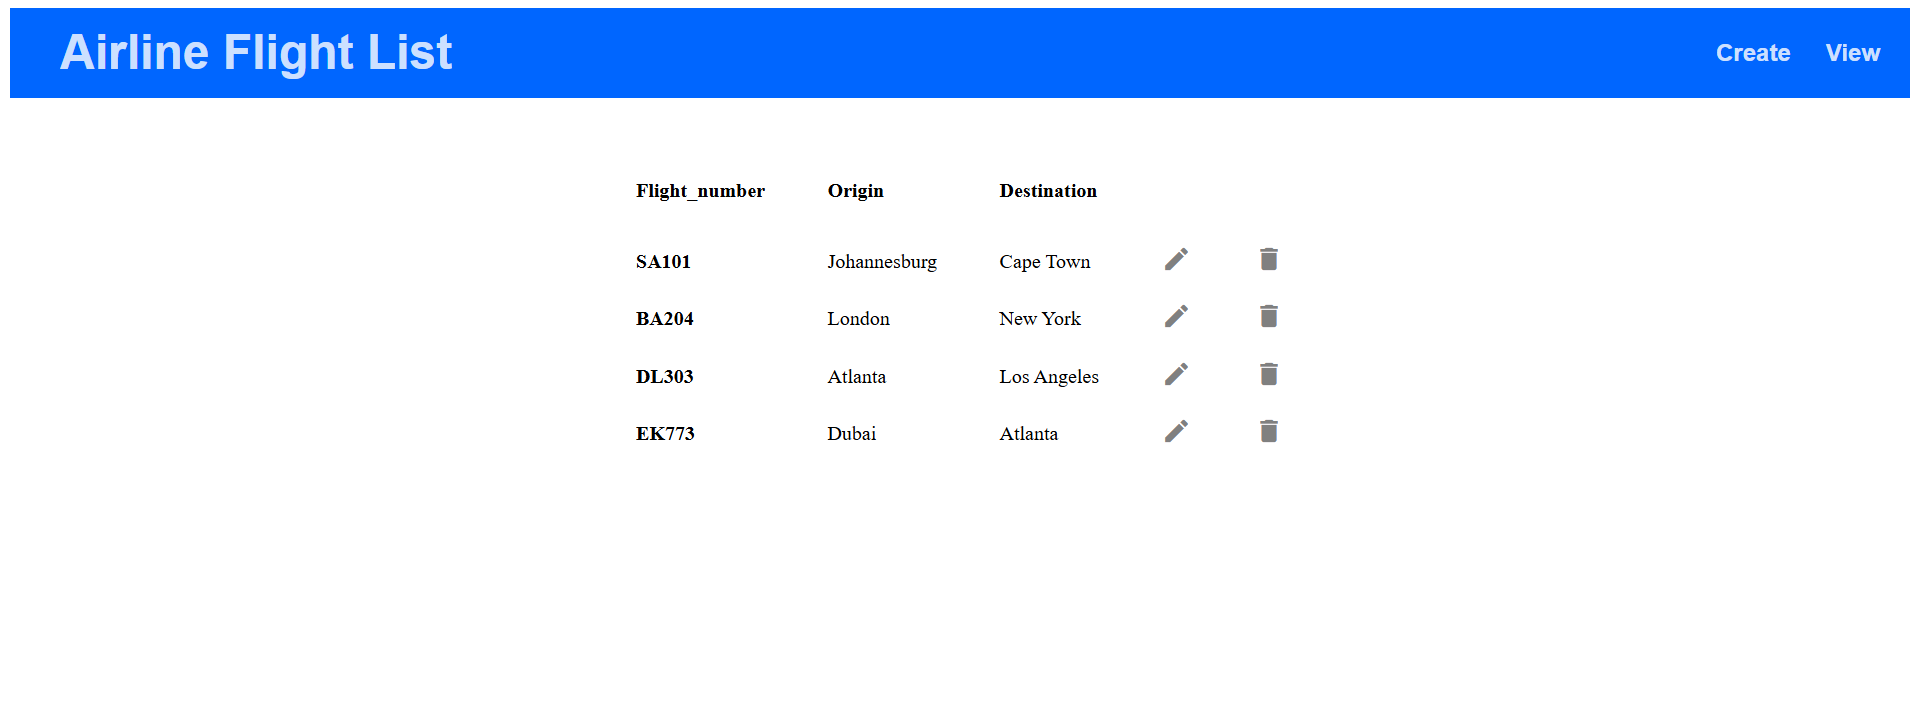 Airline Flight List Create View
Flight_number Origin Destination
SA101 Johannesburg Cape Town
BA204 London New York
DL303 Atlanta Los Angeles
EK773 Dubai Atlanta